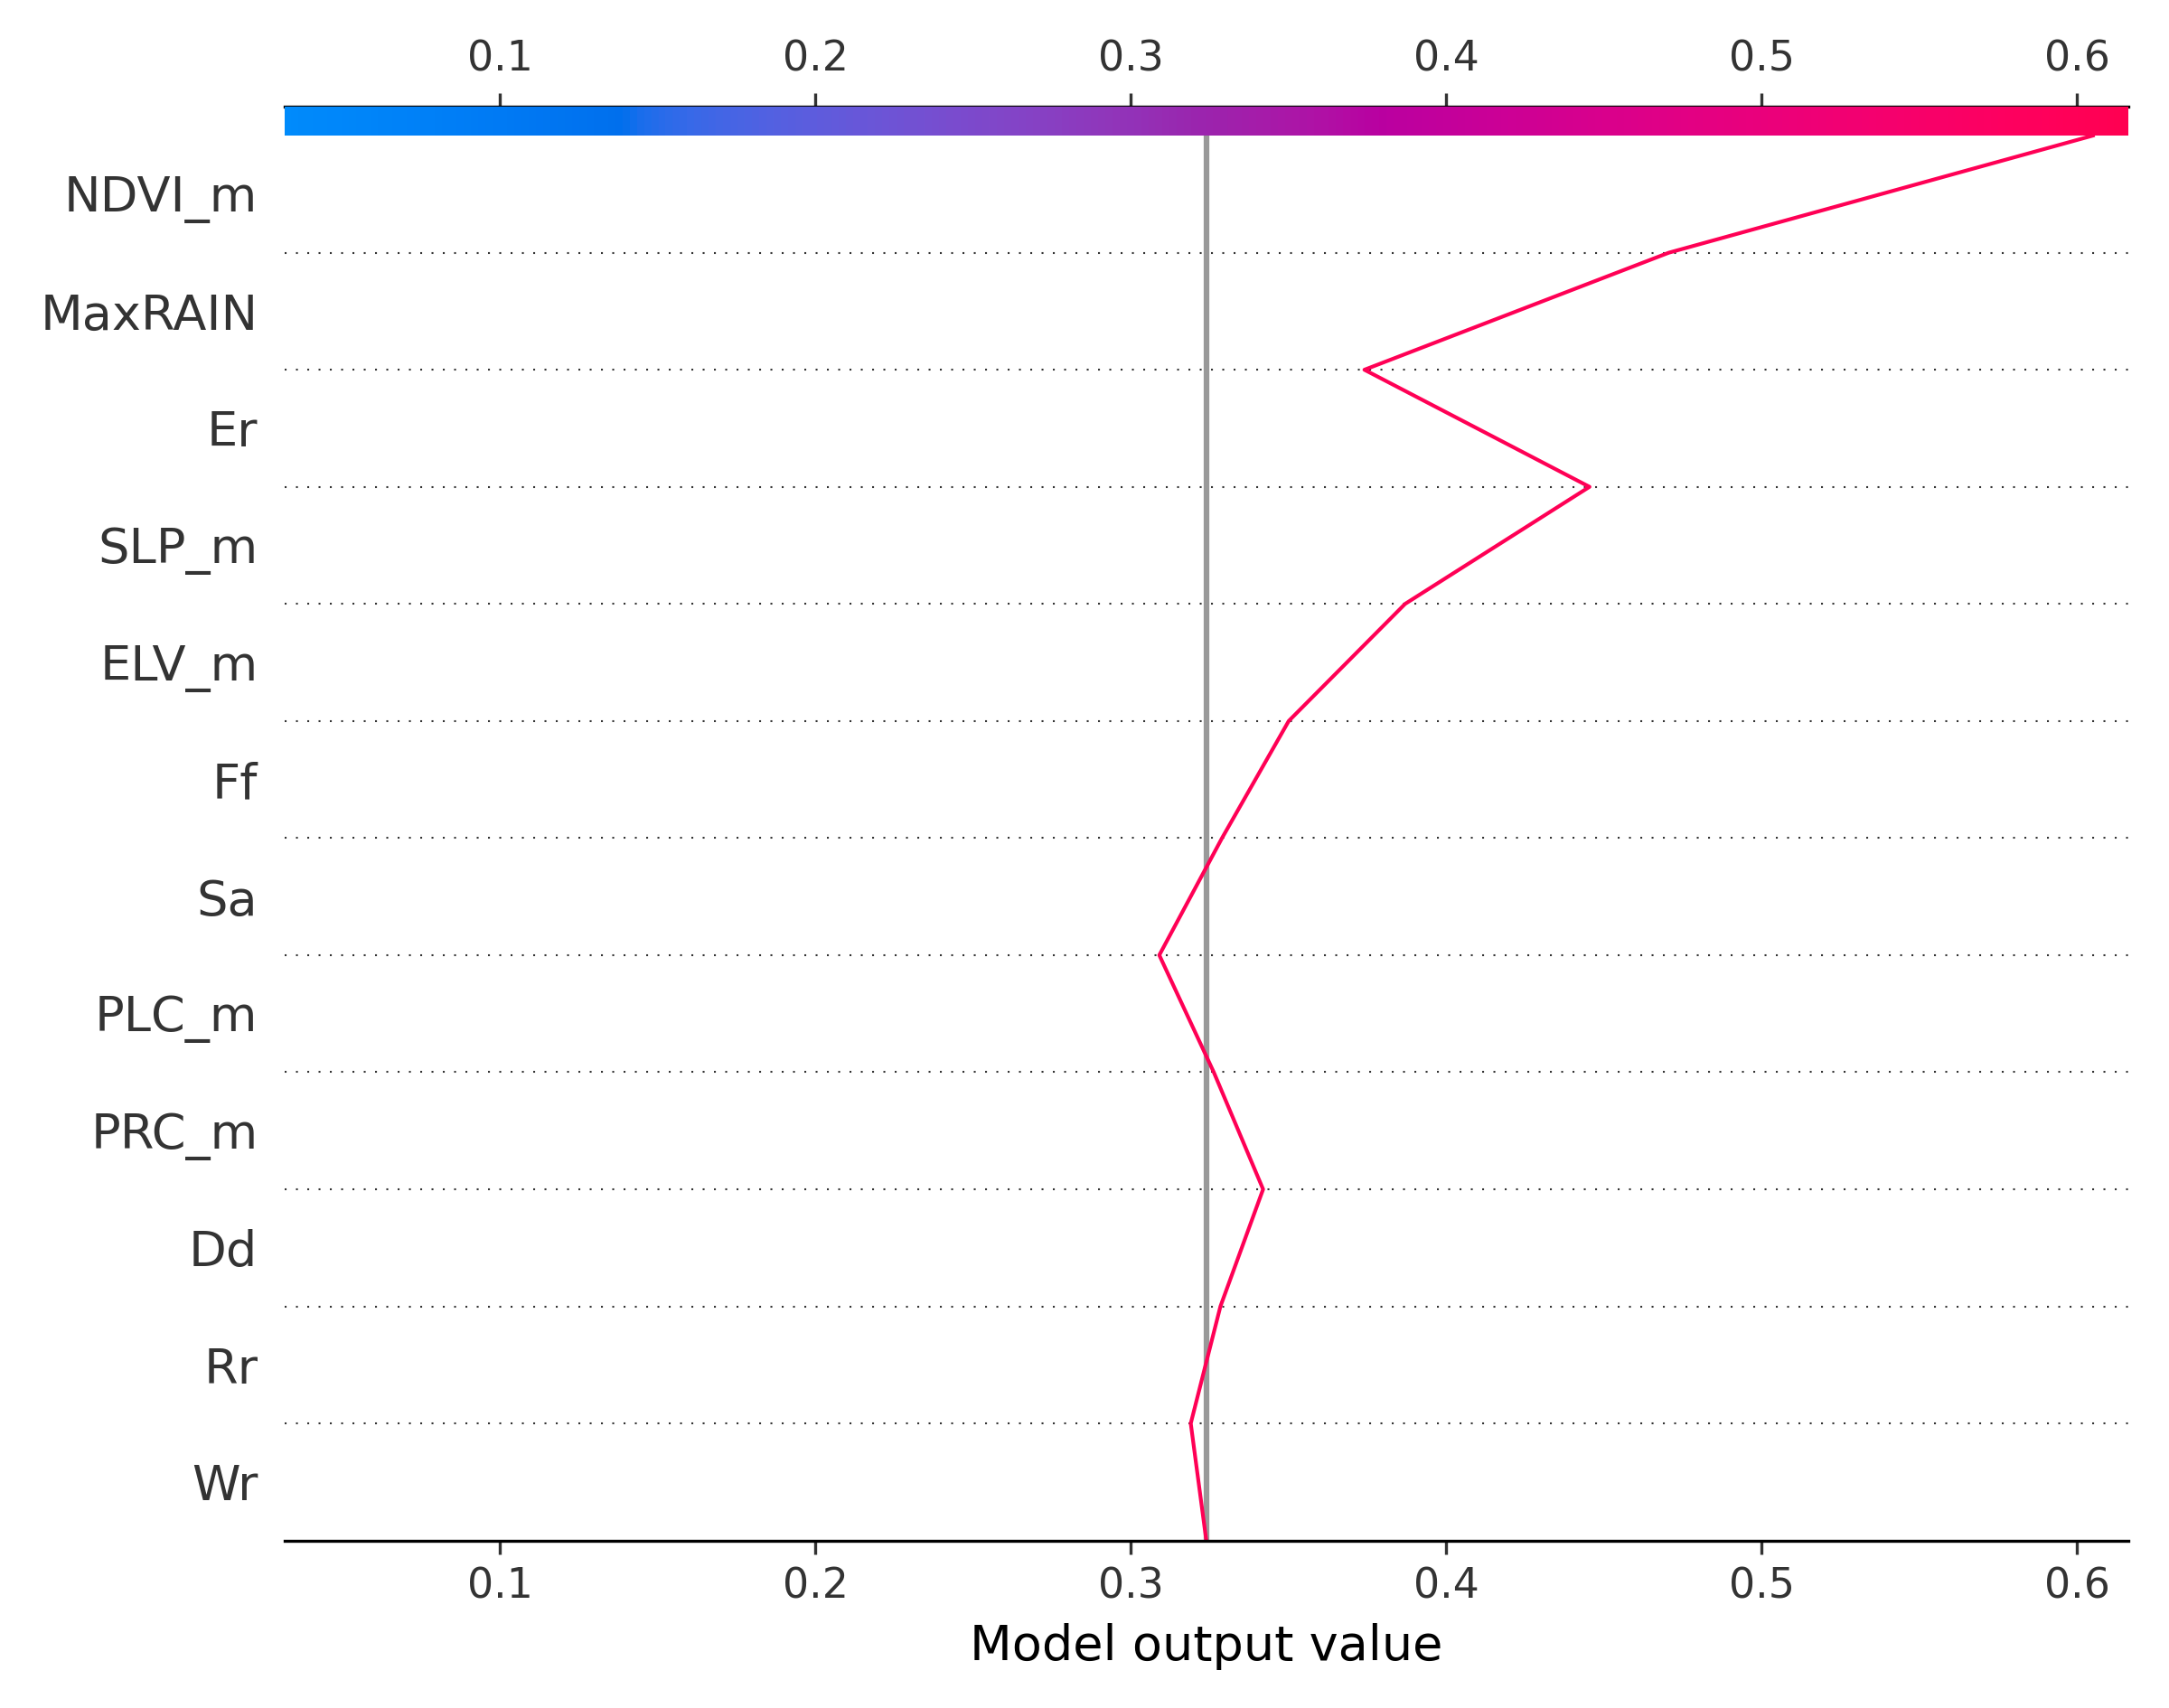 0.1 0.2 0.3 0.4 0.5 0.6
NDVI_m
MaxRAIN
Er
SLP_m
ELV_m
Ff
Sa
PLC_m
PRC_m
Dd
Rr
Wr
0.1 0.2 0.3 0.4 0.5 0.6
Model output value